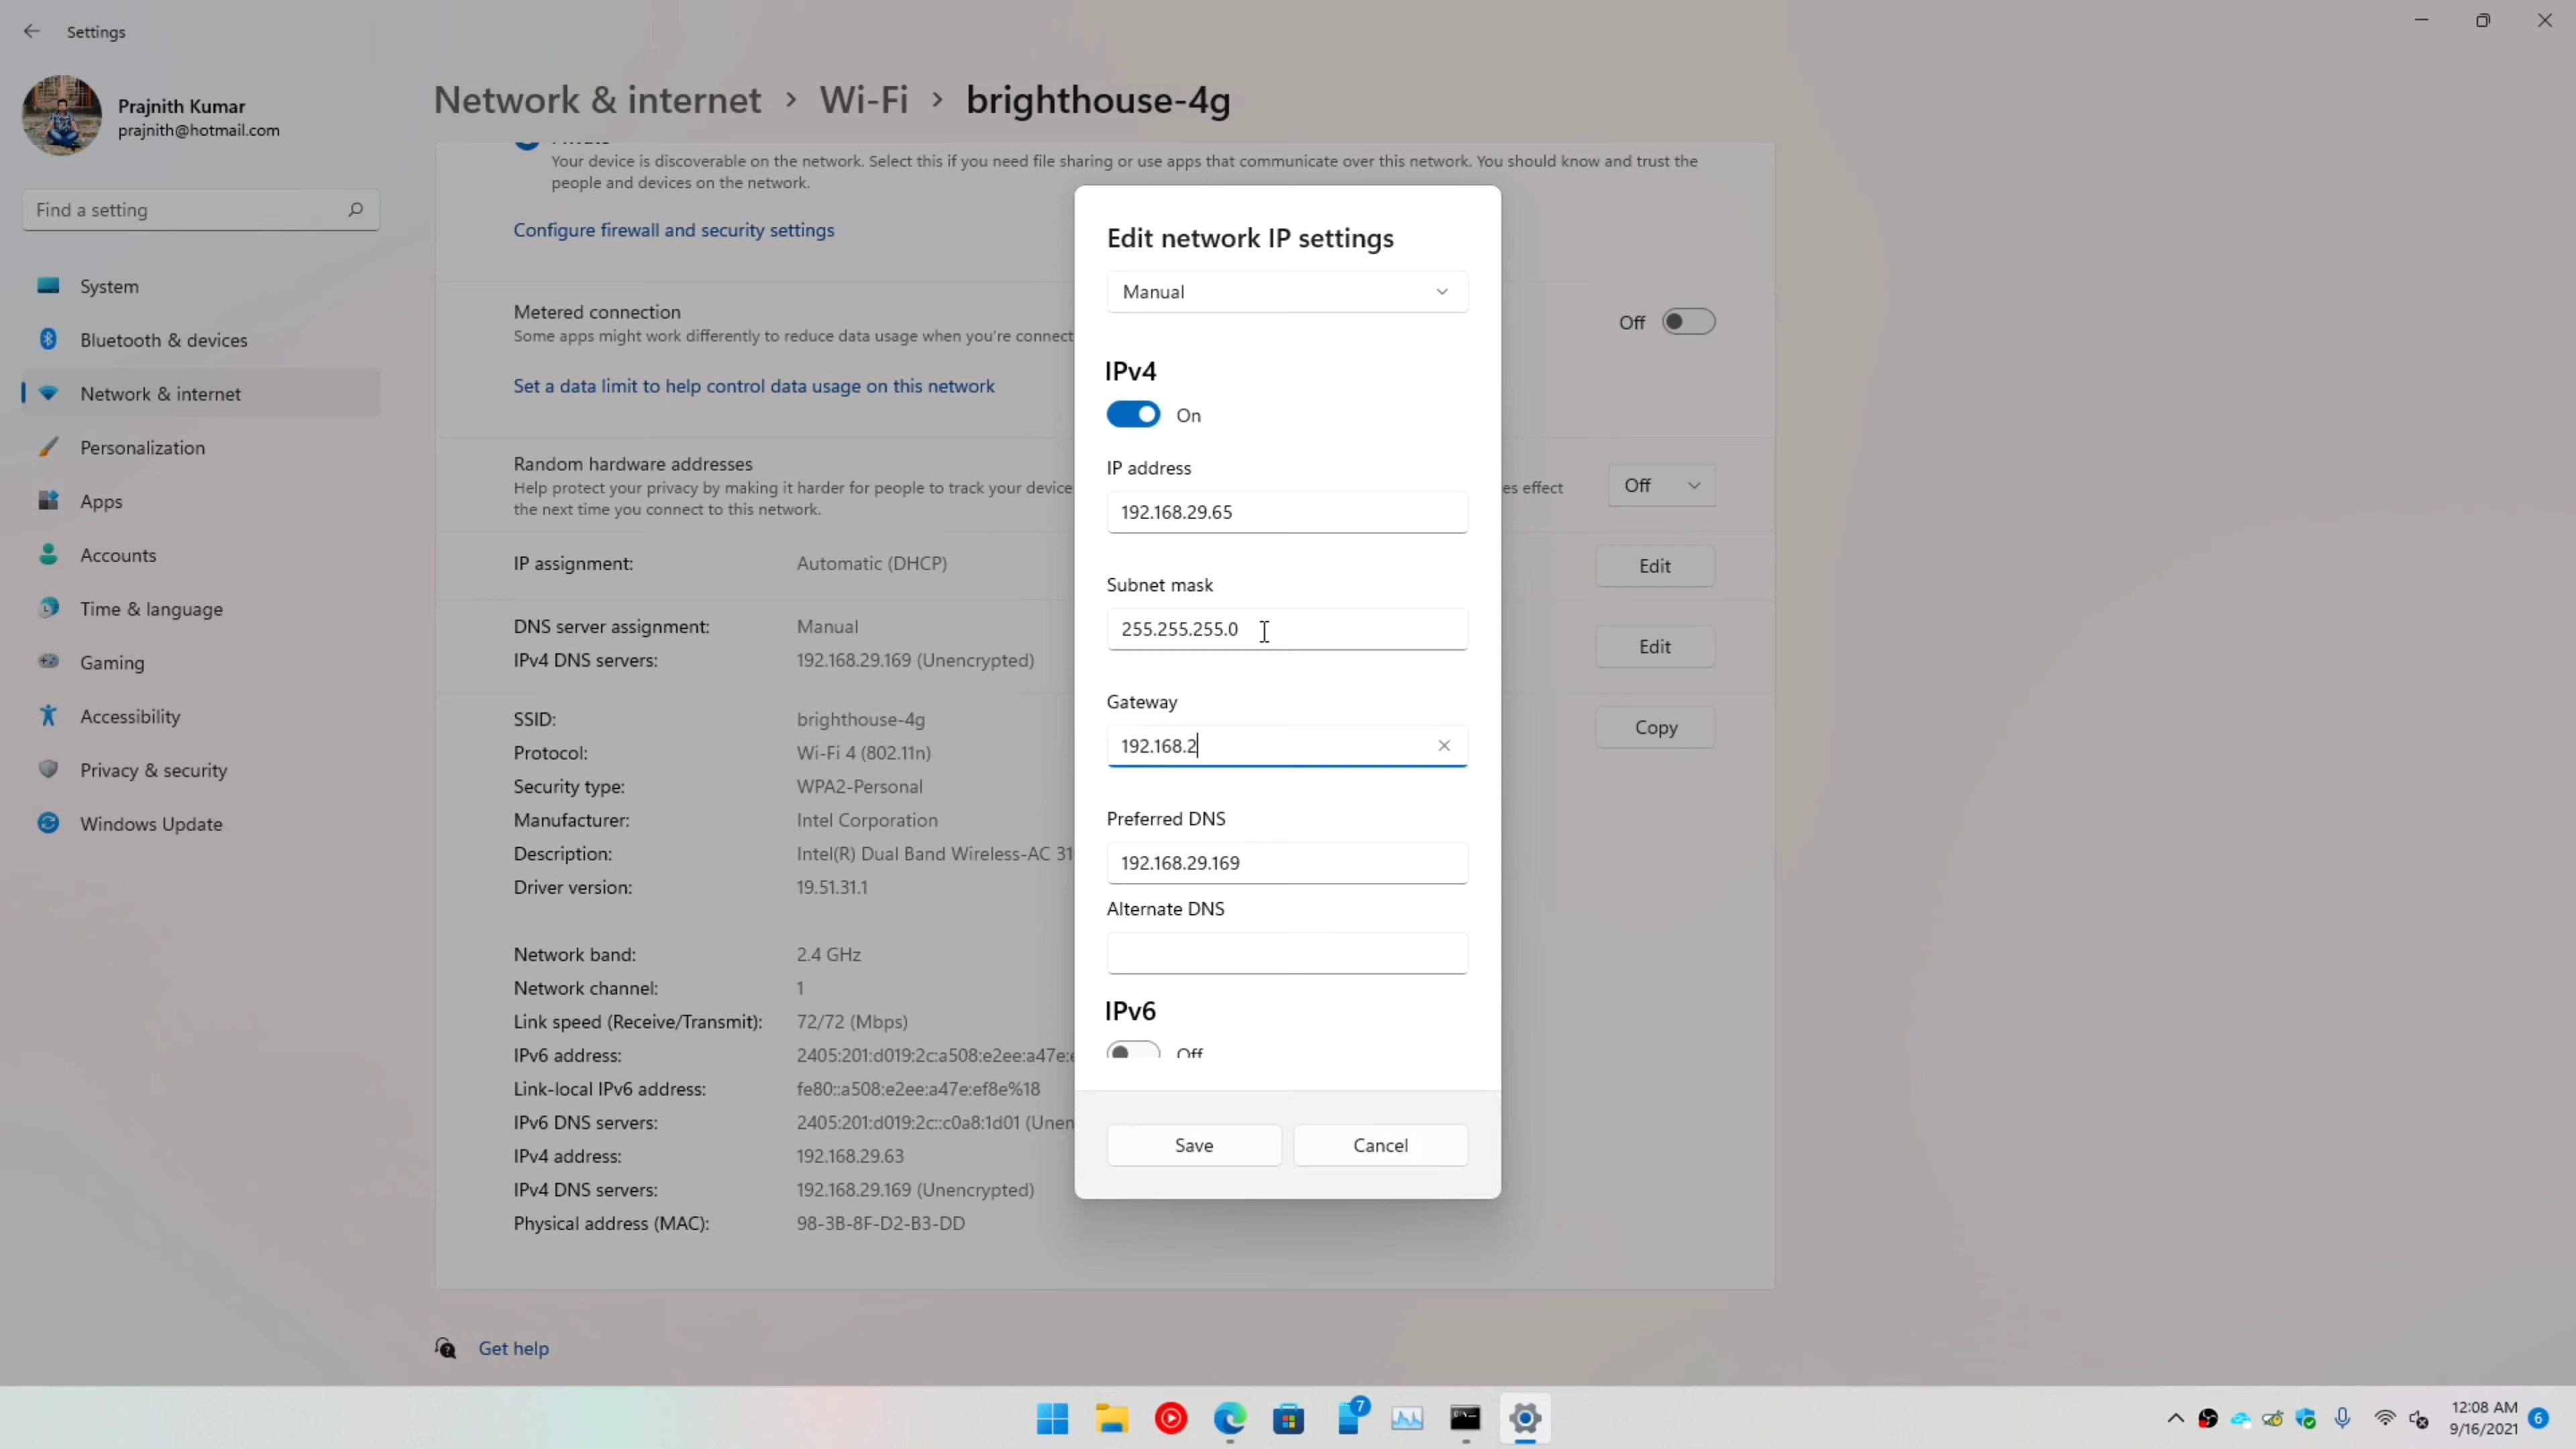 Settings
Prajnith Kumar
prajnith@hotmail.com
Find a setting
System
Bluetooth & devices
Network & internet
Personalization
Apps
Accounts
Time & language
Gaming
Accessibility
Privacy & security
Windows Update
Network & internet > Wi-Fi > brighthouse-4g
Your device is discoverable on the network. Select this if you need file sharing or use apps that communicate over this network. You should know and trust the
people and devices on the network.
Configure firewall and security settings
Metered connection
Some apps might work differently to reduce data usage when you're connect
Off
Set a data limit to help control data usage on this network
Random hardware addresses
Help protect your privacy by making it harder for people to track your device
es effect
the next time you connect to this network.
Off
IP assignment: Automatic (DHCP)
Edit
DNS server assignment: Manual
IPv4 DNS servers: 192.168.29.169 (Unencrypted)
Edit
SSID: brighthouse-4g
Copy
Protocol: Wi-Fi 4 (802.11n)
Security type: WPA2-Personal
Manufacturer: Intel Corporation
Description: Intel(R) Dual Band Wireless-AC 31
Driver version: 19.51.31.1
Network band: 2.4 GHz
Network channel: 1
Link speed (Receive/Transmit): 72/72 (Mbps)
IPv6 address: 2405:201:d019:2c:a508:e2ee:a47e:
Link-local IPv6 address: fe80::a508:e2ee:a47e:ef8e%18
IPv6 DNS servers: 2405:201:d019:2c::c0a8:1d01 (Unen
IPv4 address: 192.168.29.63
IPv4 DNS servers: 192.168.29.169 (Unencrypted)
Physical address (MAC): 98-3B-8F-D2-B3-DD
Get help
Edit network IP settings
Manual
IPv4
On
IP address
192.168.29.65
Subnet mask
255.255.255.0
Gateway
192.168.2
Preferred DNS
192.168.29.169
Alternate DNS
IPv6
Off
Save
Cancel
7
12:08 AM
9/16/2021
6